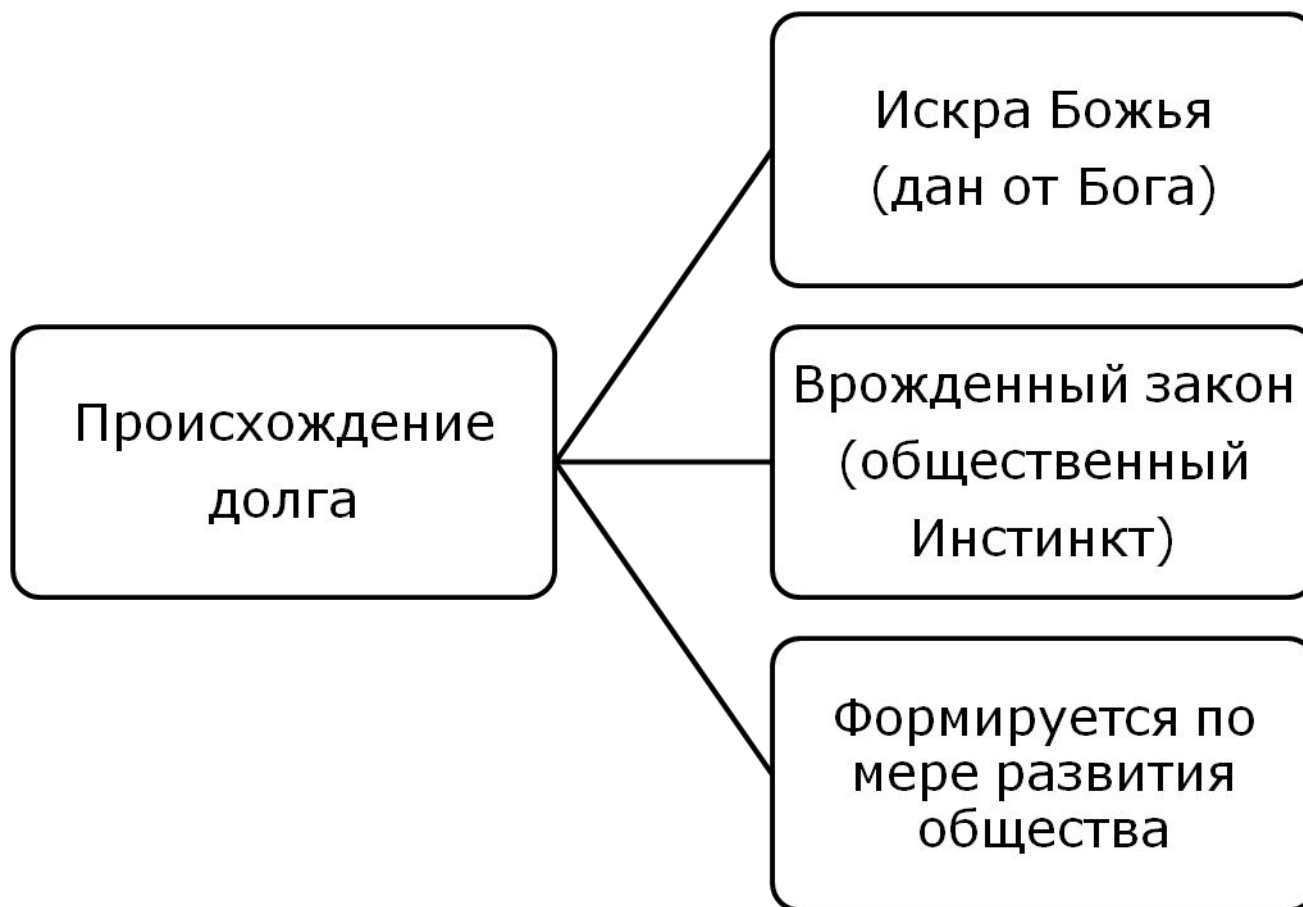 Происхождение
долга
Искра Божья
(дан от Бога)
Врожденный закон
(общественный
Инстинкт)
Формируется по
мере развития
общества